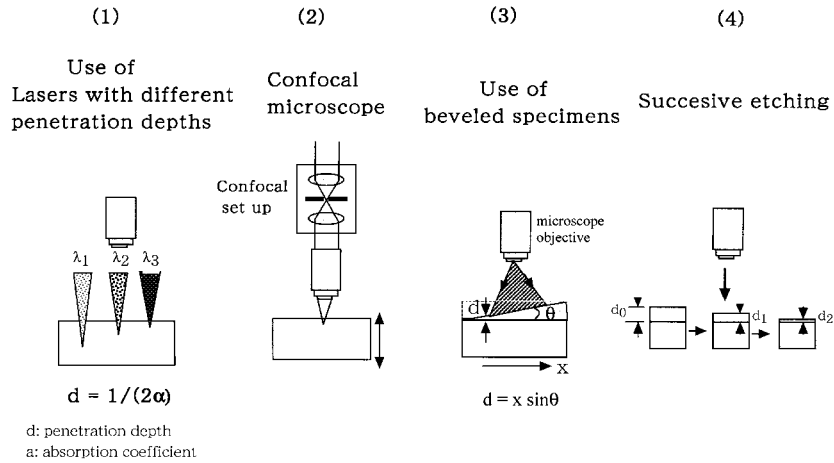 (1)
Use of
Lasers with different
penetration depths
λ1
λ2
λ3
d = 1/(2α)
d: penetration depth
a: absorption coefficient
(2)
Confocal
microscope
Confocal
set up
(3)
Use of
beveled specimens
microscope
objective
d
θ
x
d = x sinθ
(4)
Succesive etching
d0
d1
d2